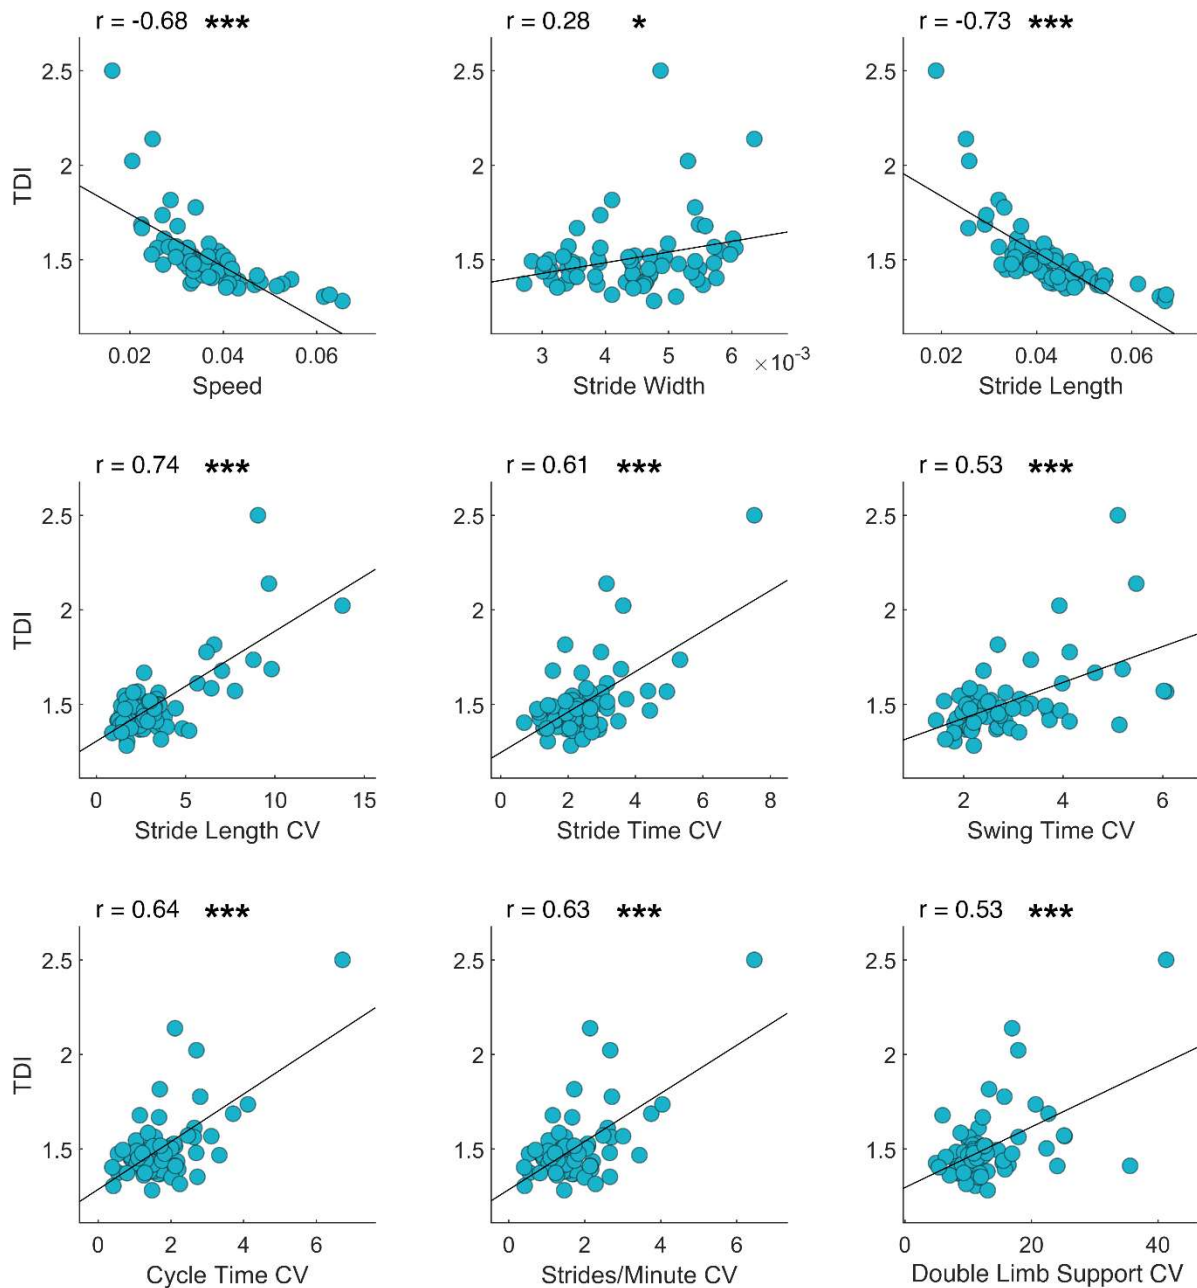 r = -0.68 ***
r = 0.28 *
r = -0.73 ***
2.5
2
1.5
TDI
0.02 0.04 0.06
Speed
3 4 5 6
×10-3
Stride Width
2.5
2
1.5
0.02 0.04 0.06
Stride Length
2.5
2
1.5
r = 0.74 ***
r = 0.61 ***
r = 0.53 ***
2.5
2
1.5
TDI
0 5 10 15
Stride Length CV
2.5
2
1.5
0 2 4 6 8
Stride Time CV
2.5
2
1.5
2 4 6
Swing Time CV
r = 0.64 ***
r = 0.63 ***
r = 0.53 ***
2.5
2
1.5
TDI
0 2 4 6
Cycle Time CV
2.5
2
1.5
0 2 4 6
Strides/Minute CV
2.5
2
1.5
0 20 40
Double Limb Support CV